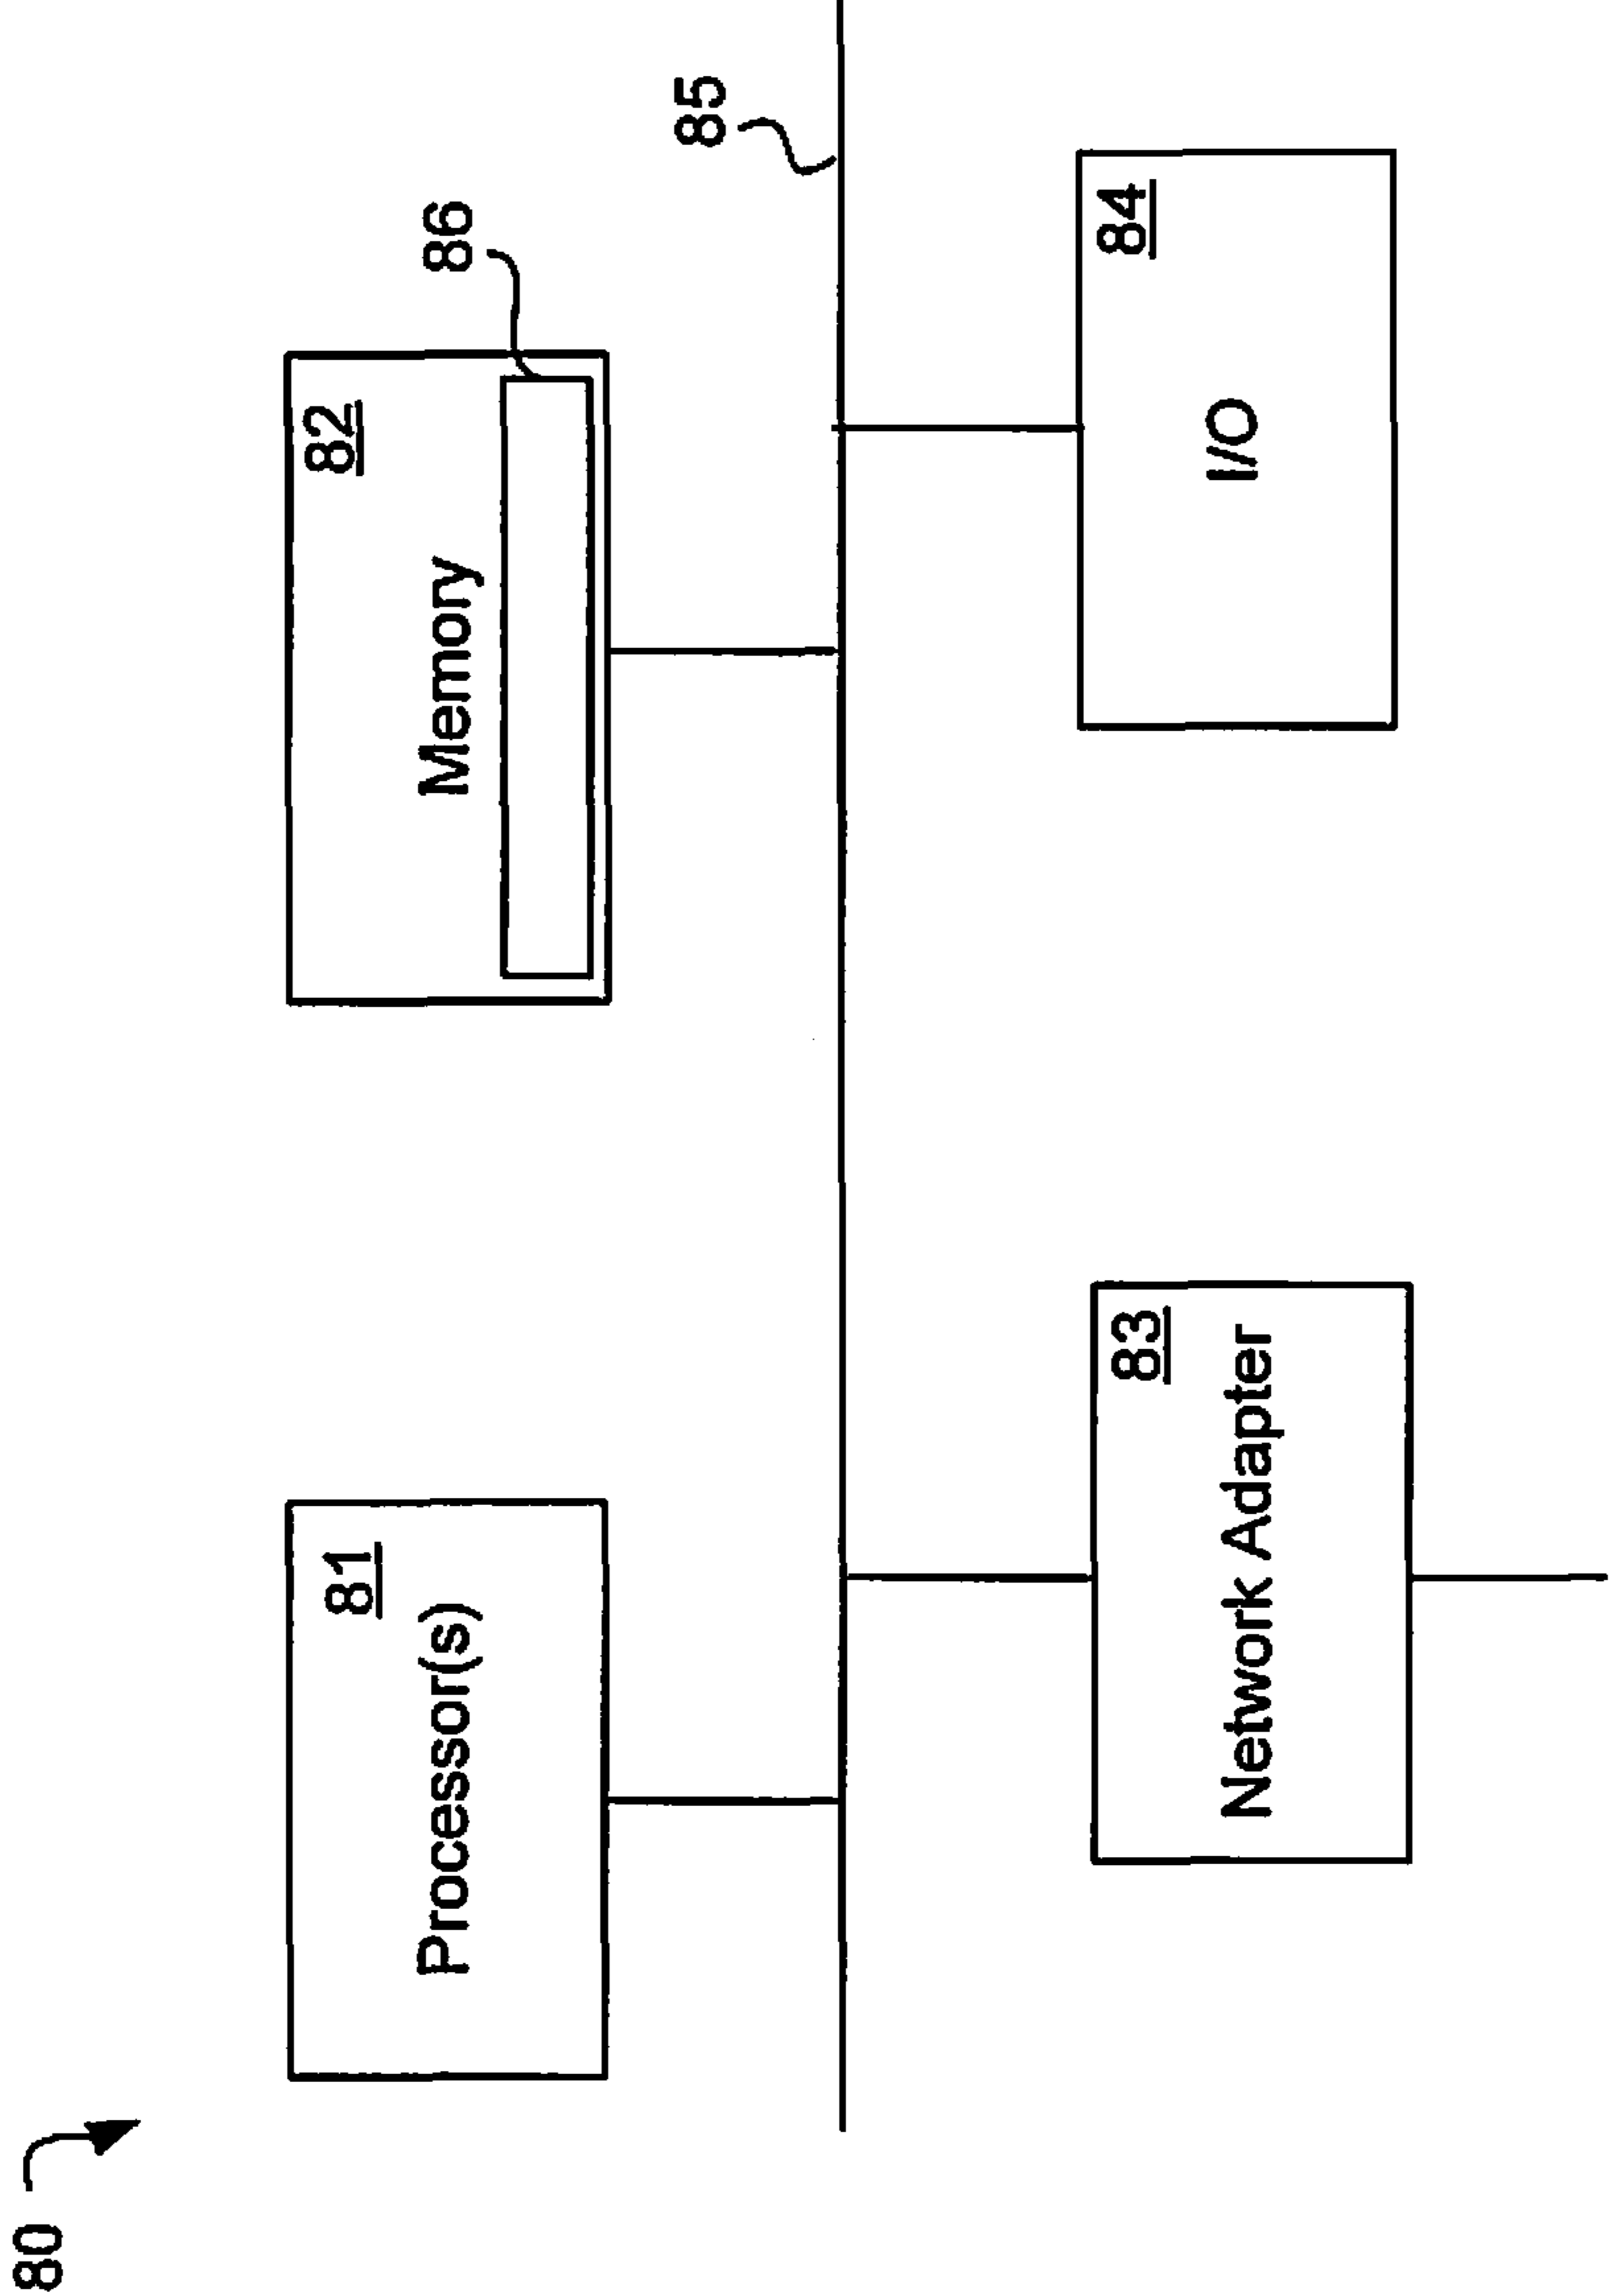 80
81
Processor(s)
86
82
Memory
85
83
Network Adapter
84
I/O